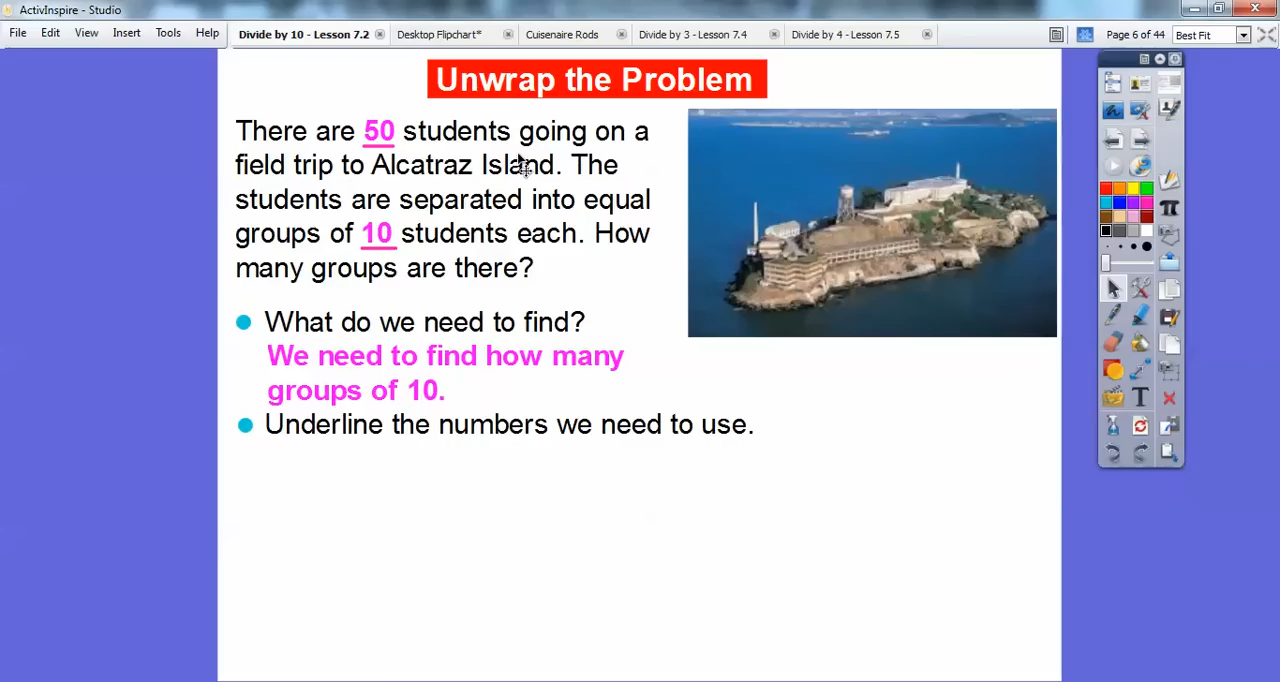 ActivInspire - Studio
File Edit View Insert Tools Help
Divide by 10 - Lesson 7.2 Desktop Flipchart* Cuisenaire Rods Divide by 3 - Lesson 7.4 Divide by 4 - Lesson 7.5
Page 6 of 44 Best Fit
Unwrap the Problem
There are 50 students going on a
field trip to Alcatraz Island. The
students are separated into equal
groups of 10 students each. How
many groups are there?
What do we need to find?
We need to find how many
groups of 10.
Underline the numbers we need to use.